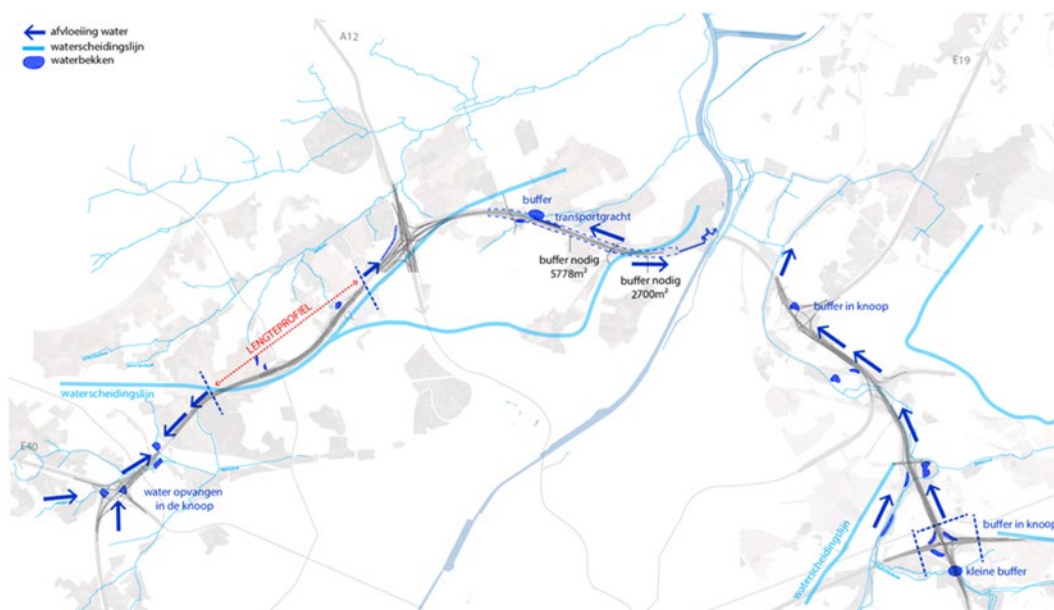 afvloeiing water
waterscheidingslijn
waterbekken
A12
E19
buffer
transportgracht
buffer nodig
5778m²
buffer nodig
2700m²
LENGTEPROFIEL
buffer in knoop
waterscheidingslijn
E40
water opvangen
in de knoop
waterscheidingslijn
buffer in knoop
kleine buffer